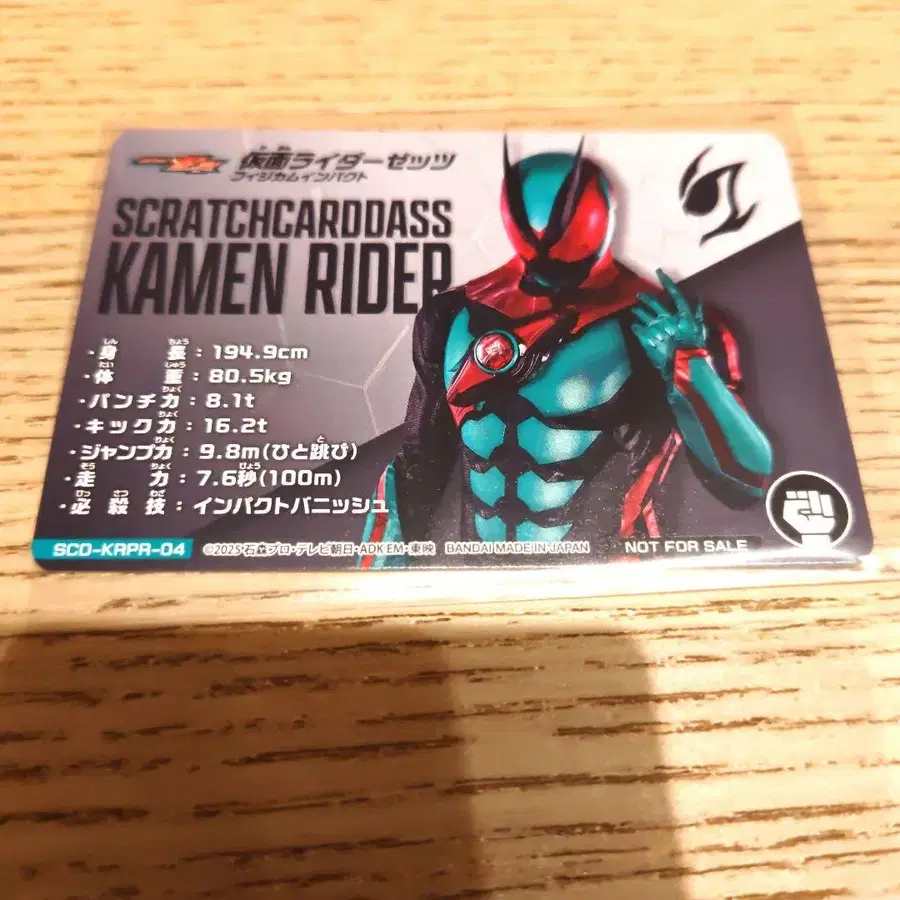 仮面ライダーゼッツ
フィジカムインパクト
SCRATCHCARDDASS
KAMEN RIDER
・身長：194.9cm
・体重：80.5kg
・パンチ力：8.1t
・キック力：16.2t
・ジャンプ力：9.8m(ひと跳び)
・走力：7.6秒(100m)
・必殺技：インパクトバニッシュ
SCD-KRPR-04 ©2025 石森プロ・テレビ朝日・ADK EM・東映 BANDAI MADE IN JAPAN NOT FOR SALE